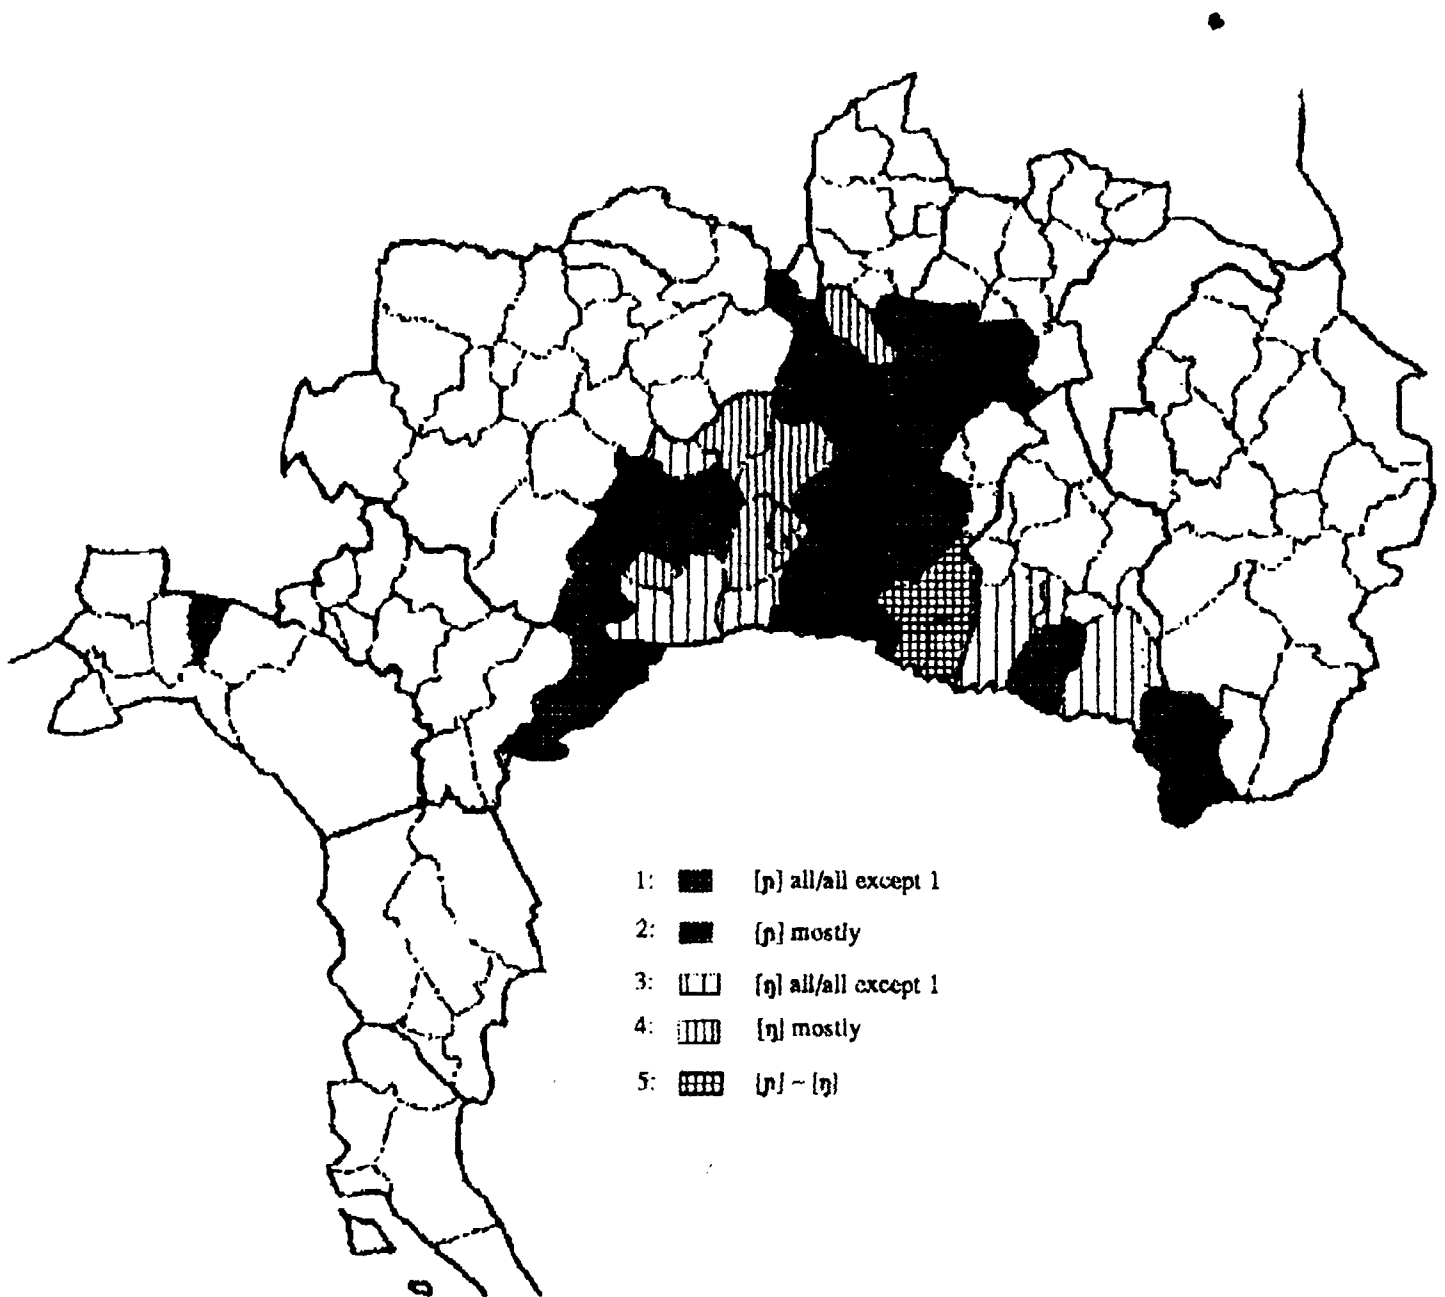 1: [ɲ] all/all except 1
2: [ɲ] mostly
3: [ŋ] all/all except 1
4: [ŋ] mostly
5: [ɲ] ~ [ŋ]